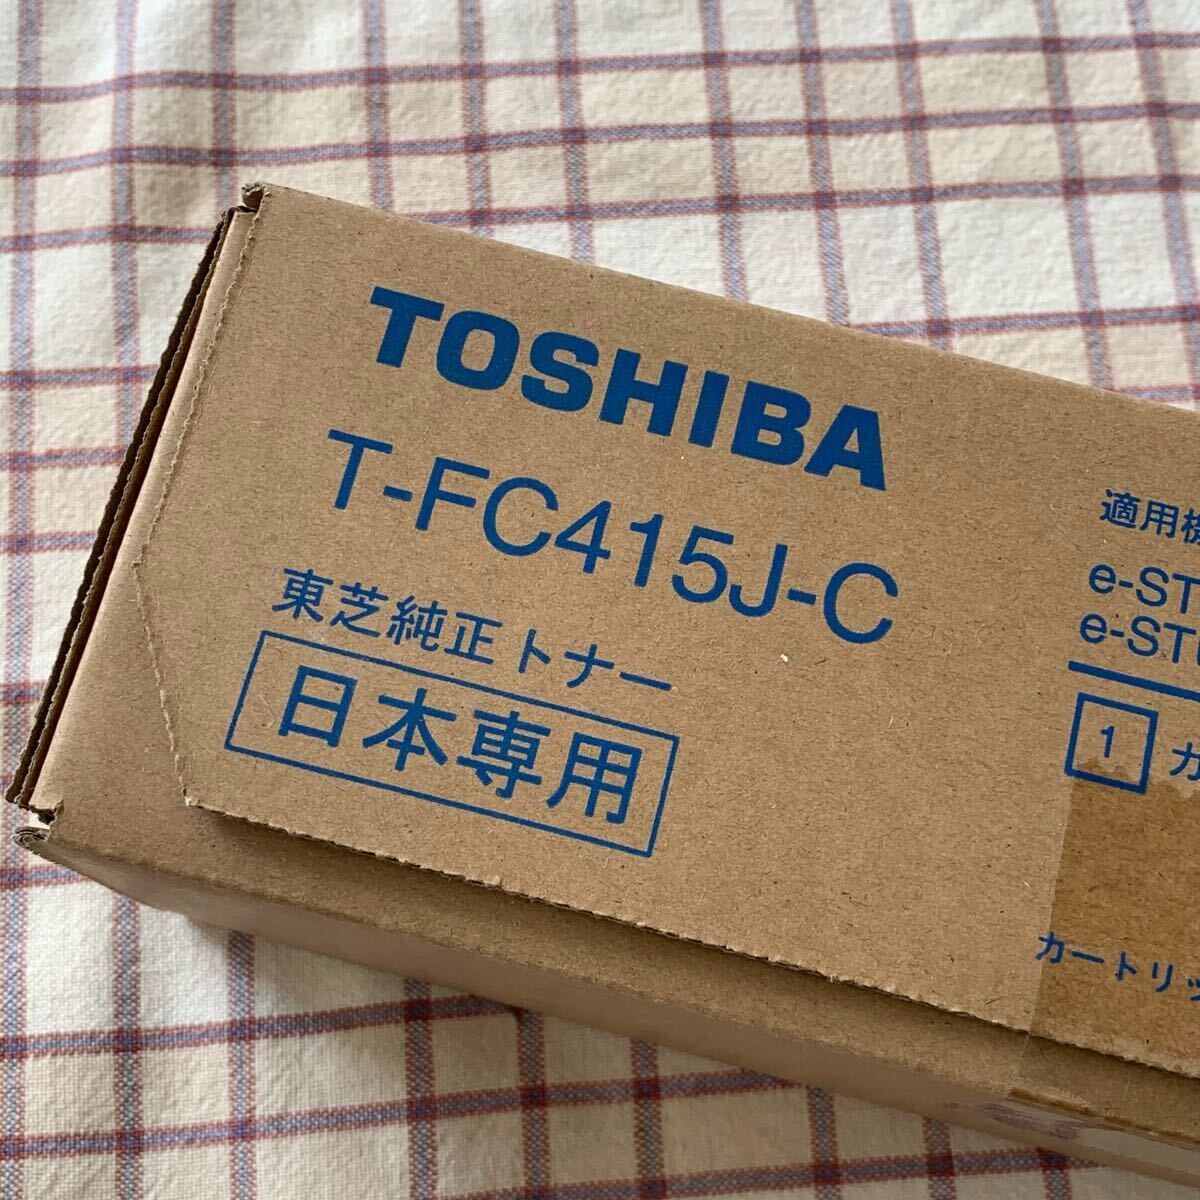 TOSHIBA
T-FC415J-C
東芝純正トナー
日本専用
適用機
e-ST
e-STU
1 カ
カートリッ